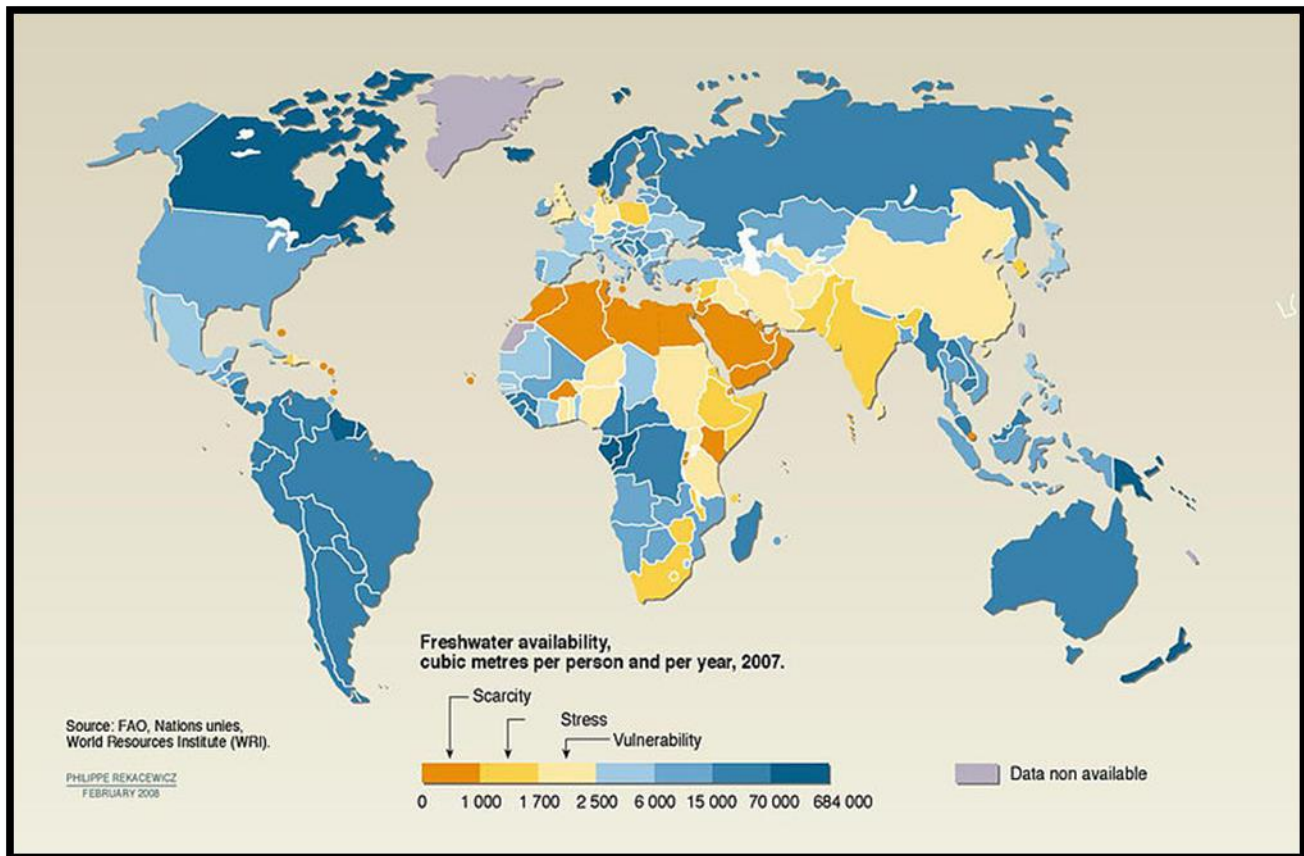 Freshwater availability,
cubic metres per person and per year, 2007.
Scarcity
Stress
Vulnerability
0 1 000 1 700 2 500 6 000 15 000 70 000 684 000
Data non available
Source: FAO, Nations unies,
World Resources Institute (WRI).
PHILIPPE REKACEWICZ
FEBRUARY 2008